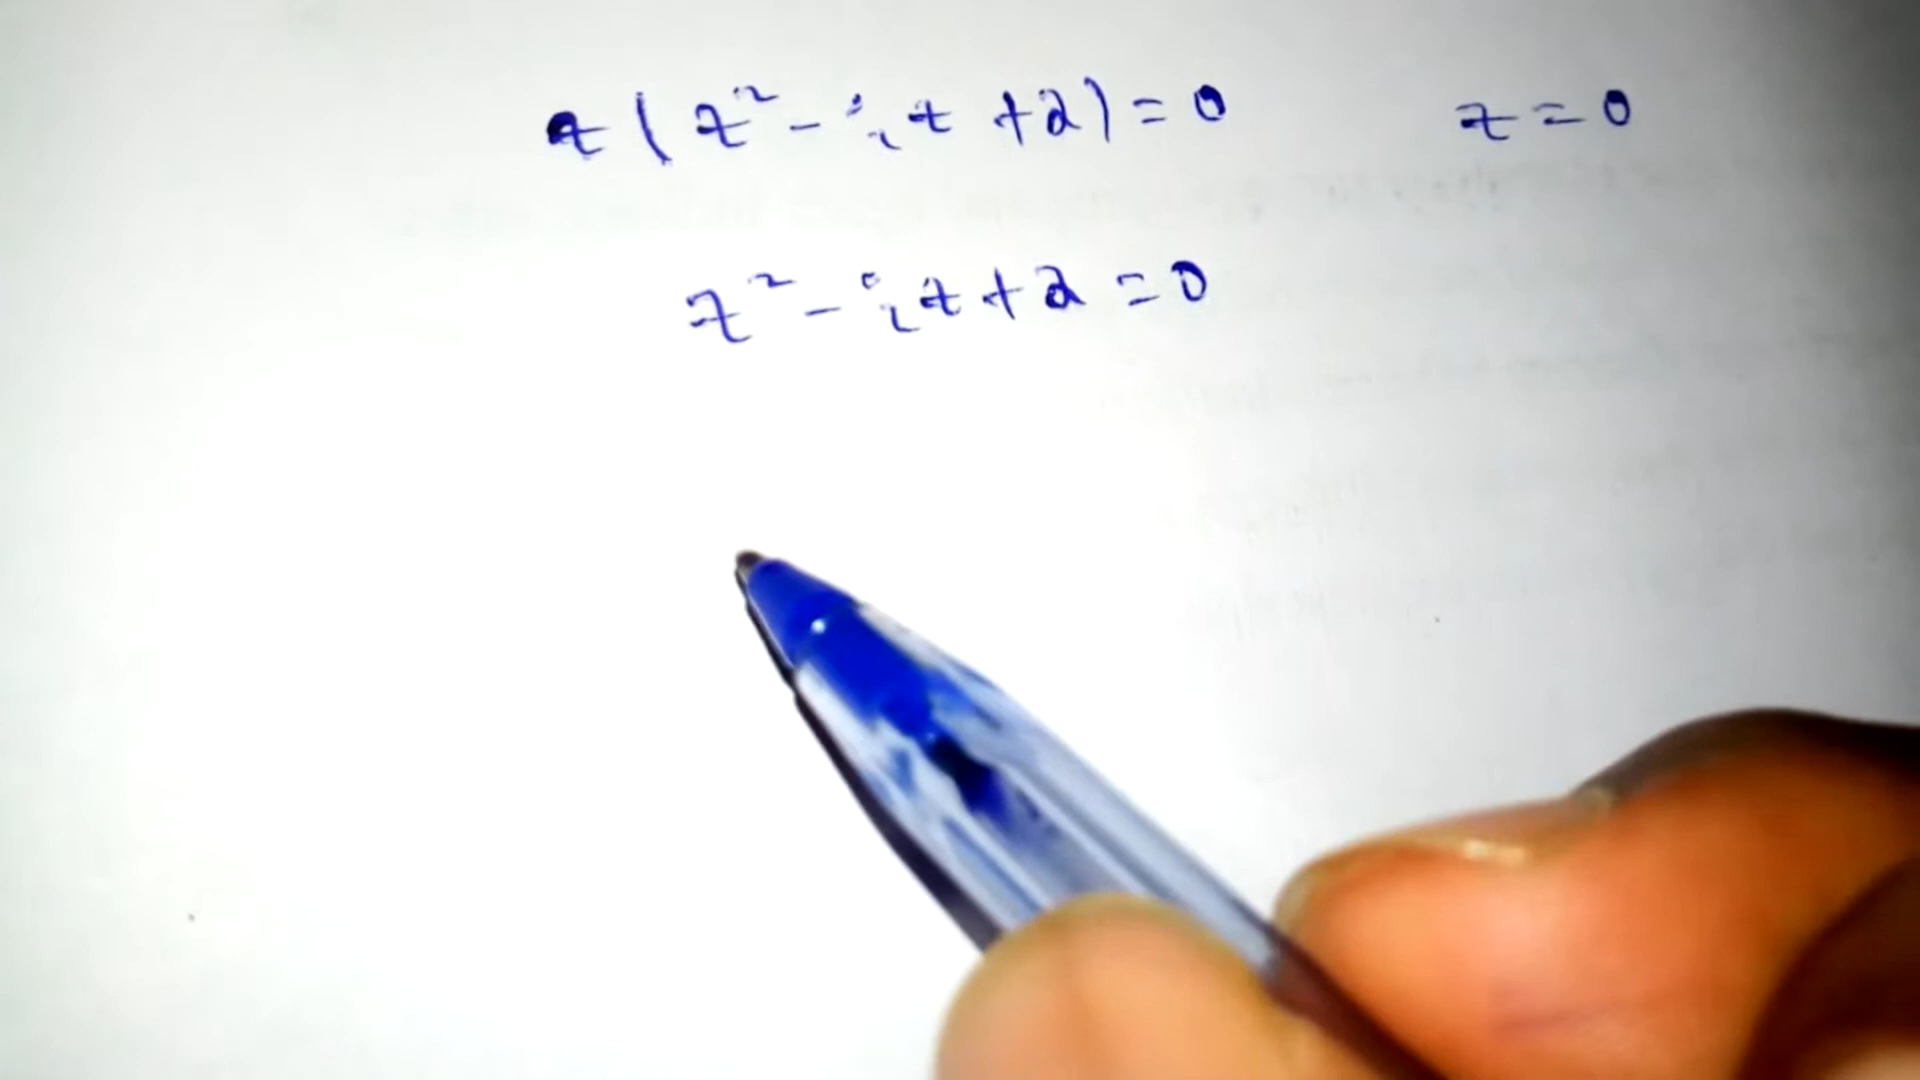 z(z² - iz + 2) = 0 z = 0
z² - iz + 2 = 0